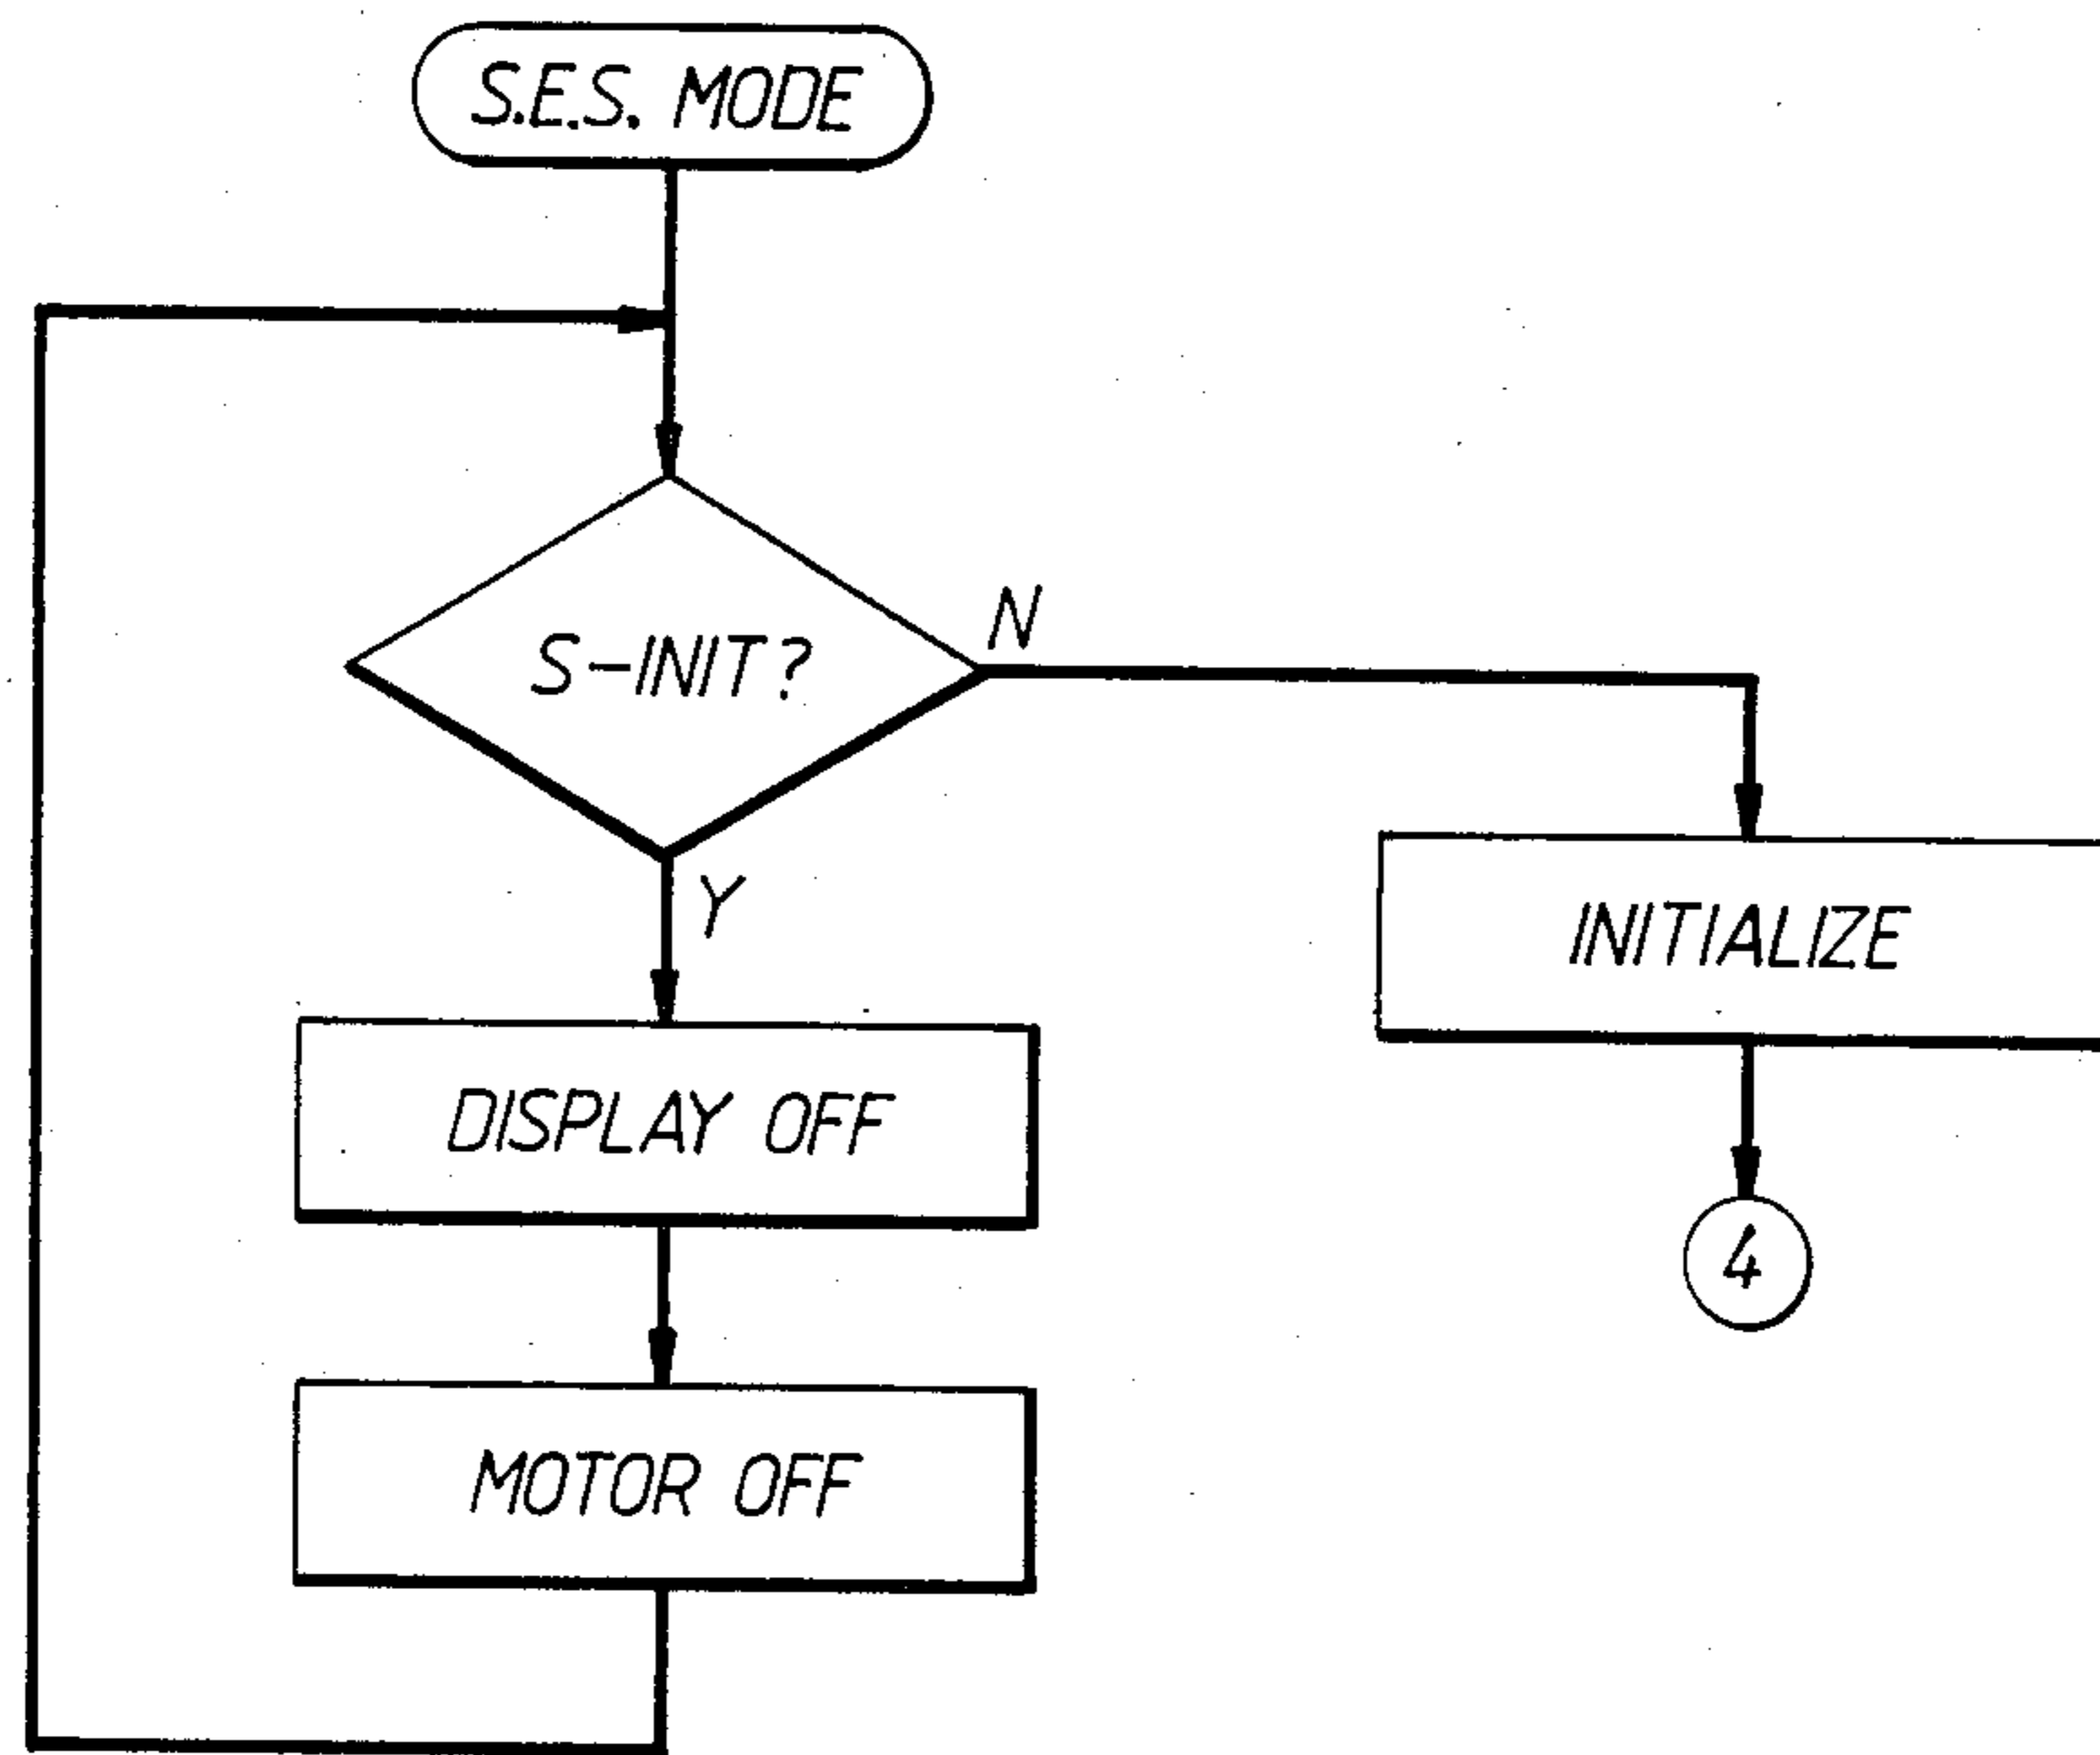 S.E.S. MODE
S-INIT?
N
Y
INITIALIZE
DISPLAY OFF
4
MOTOR OFF